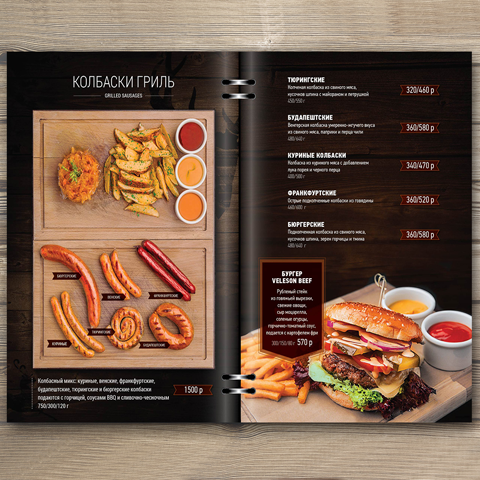 КОЛБАСКИ ГРИЛЬ
GRILLED SAUSAGES
БЮРГЕРСКИЕ
ВЕНСКИЕ
ФРАНКФУРТСКИЕ
ТЮРИНГСКИЕ
КУРИНЫЕ
БУДАПЕШТСКИЕ
Колбасный микс: куриные, венские, франкфуртские,
будапештские, тюрингские и бюргерские колбаски
подаются с горчицей, соусами BBQ и сливочно-чесночным
750/300/120 г
1500 р
ТЮРИНГСКИЕ
Копченая колбаска из свиного мяса,
кусочков шпика с майораном и петрушкой
450/550 г
320/460 р
БУДАПЕШТСКИЕ
Венгерская колбаска умеренно-жгучего вкуса
из свиного мяса, паприки и перца чили
480/640 г
360/580 р
КУРИНЫЕ КОЛБАСКИ
Колбаска из куриного мяса с добавлением
лука порея и черного перца
400/500 г
340/470 р
ФРАНКФУРТСКИЕ
Острые подкопченные колбаски из говядины
460/600 г
360/520 р
БЮРГЕРСКИЕ
Подкопченная колбаска из свиного мяса,
кусочков шпика, зерен горчицы и тмина
480/640 г
360/580 р
БУРГЕР
VELESON BEEF
Рубленый стейк
из говяжьей вырезки,
свежие овощи,
сыр моцарелла,
соленые огурцы,
горчично-томатный соус,
подается с картофелем фри
300/150/80 г 570 р